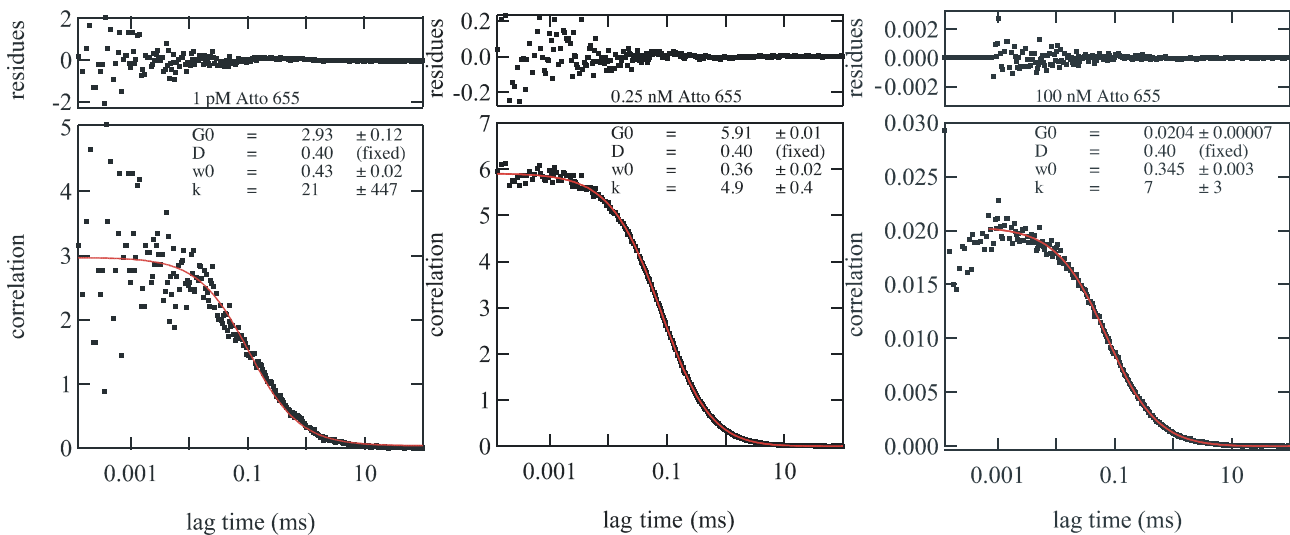 residues
2
0
-2
1 pM Atto 655
correlation
5
4
3
2
1
0
G0 = 2.93 ± 0.12
D = 0.40 (fixed)
w0 = 0.43 ± 0.02
k = 21 ± 447
0.001 0.1 10
lag time (ms)
residues
0.2
0.0
-0.2
0.25 nM Atto 655
correlation
7
6
5
4
3
2
1
0
G0 = 5.91 ± 0.01
D = 0.40 (fixed)
w0 = 0.36 ± 0.02
k = 4.9 ± 0.4
0.001 0.1 10
lag time (ms)
residues
0.002
0.000
-0.002
100 nM Atto 655
correlation
0.030
0.025
0.020
0.015
0.010
0.005
0.000
G0 = 0.0204 ± 0.00007
D = 0.40 (fixed)
w0 = 0.345 ± 0.003
k = 7 ± 3
0.001 0.1 10
lag time (ms)